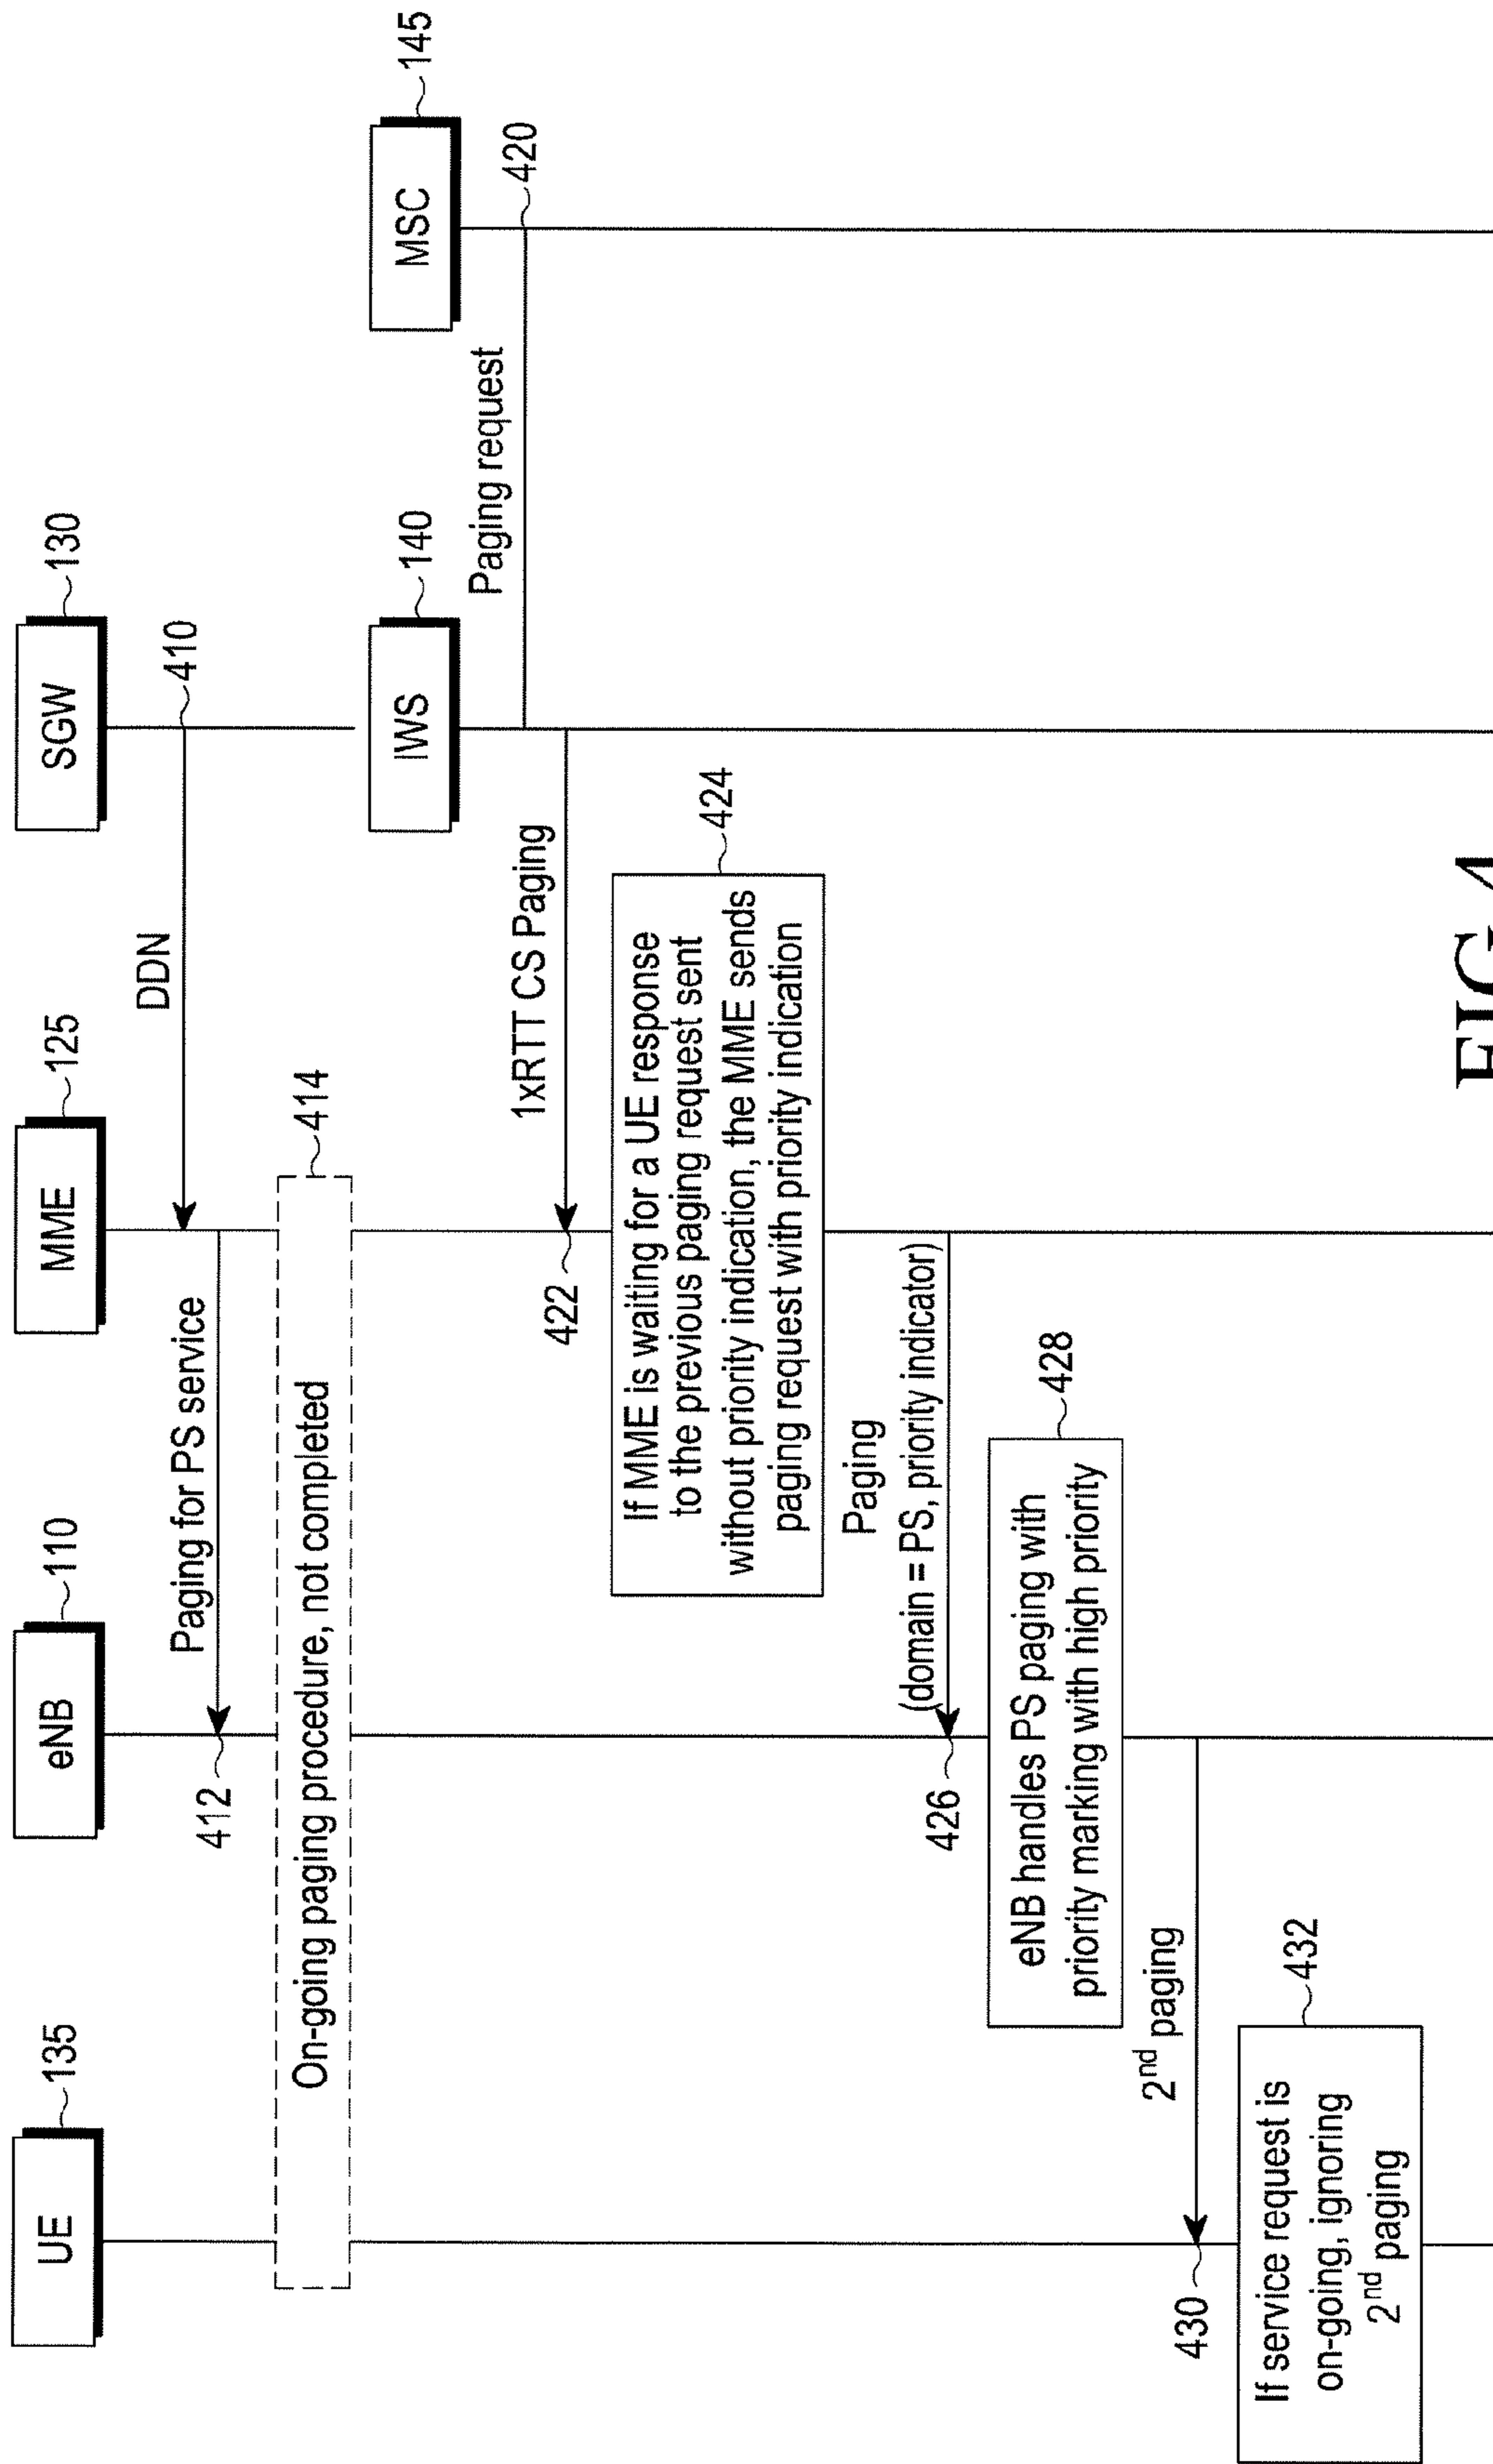 UE
135
eNB
110
MME
125
SGW
130
DDN
410
Paging for PS service
412
On-going paging procedure, not completed
414
IWS
140
MSC
145
Paging request
420
1xRTT CS Paging
422
If MME is waiting for a UE response
to the previous paging request sent
without priority indication, the MME sends
paging request with priority indication
424
Paging
(domain = PS, priority indicator)
426
eNB handles PS paging with
priority marking with high priority
428
2nd paging
430
If service request is
on-going, ignoring
2nd paging
432
FIG.4